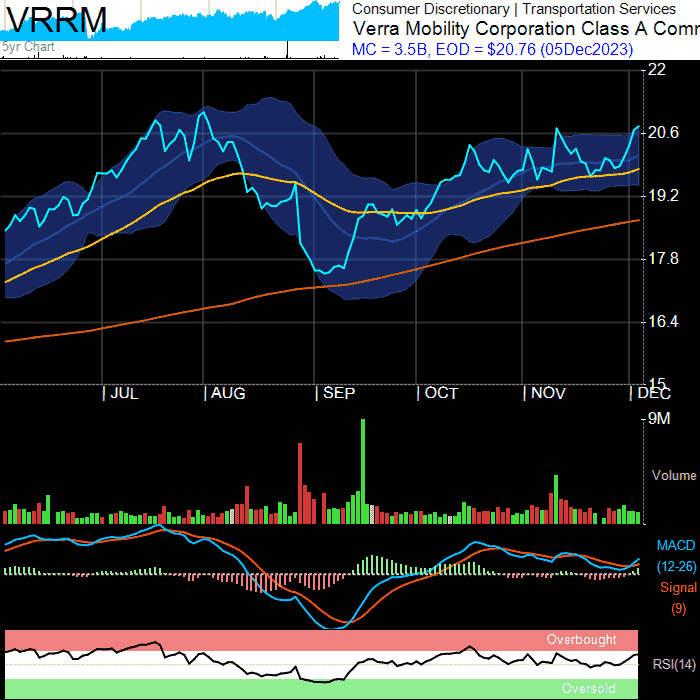 VRRM
5yr Chart
Consumer Discretionary | Transportation Services
Verra Mobility Corporation Class A Comm
MC = 3.5B, EOD = $20.76 (05Dec2023)
22
20.6
19.2
17.8
16.4
15
JUL AUG SEP OCT NOV DEC
9M
Volume
MACD
(12-26)
Signal
(9)
Overbought
RSI(14)
Oversold